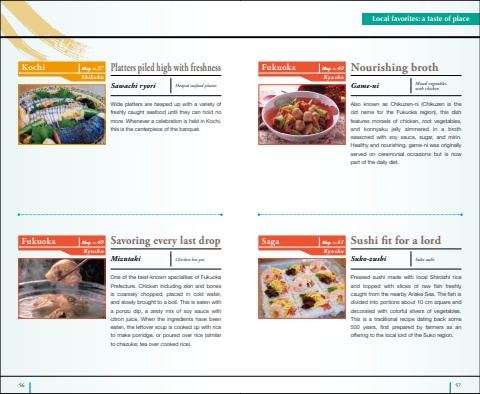 Local favorites: a taste of place
Kochi
Map no.37
Shikoku
Platters piled high with freshness
Sawachi ryori
Heaped seafood platter
Wide platters are heaped up with a variety of
freshly caught seafood until they can hold no
more. Whenever a celebration is held in Kochi,
this is the centerpiece of the banquet.
Fukuoka
Map no.40
Kyushu
Savoring every last drop
Mizutaki
Chicken hot pot
One of the best-known specialties of Fukuoka
Prefecture. Chicken including skin and bones
is coarsely chopped, placed in cold water,
and slowly brought to a boil. This is eaten with
a ponzu dip, a zesty mix of soy sauce with
citron juice. When the ingredients have been
eaten, the leftover soup is cooked up with rice
to make porridge, or poured over rice (similar
to chazuke; tea over cooked rice).
56
Fukuoka
Map no.40
Kyushu
Nourishing broth
Game-ni
Mixed vegetables
with chicken
Also known as Chikuzen-ni (Chikuzen is the
old name for the Fukuoka region), this dish
features morsels of chicken, root vegetables,
and konnyaku jelly simmered in a broth
seasoned with soy sauce, sugar, and mirin.
Healthy and nourishing, game-ni was originally
served on ceremonial occasions but is now
part of the daily diet.
Saga
Map no.41
Kyushu
Sushi fit for a lord
Suko-zushi
Suko sushi
Pressed sushi made with local Shiroishi rice
and topped with slices of raw fish freshly
caught from the nearby Ariake Sea. The fish is
divided into portions about 10 cm square and
decorated with colorful slivers of vegetables.
This is a traditional recipe dating back some
500 years, first prepared by farmers as an
offering to the local lord of the Suko region.
57